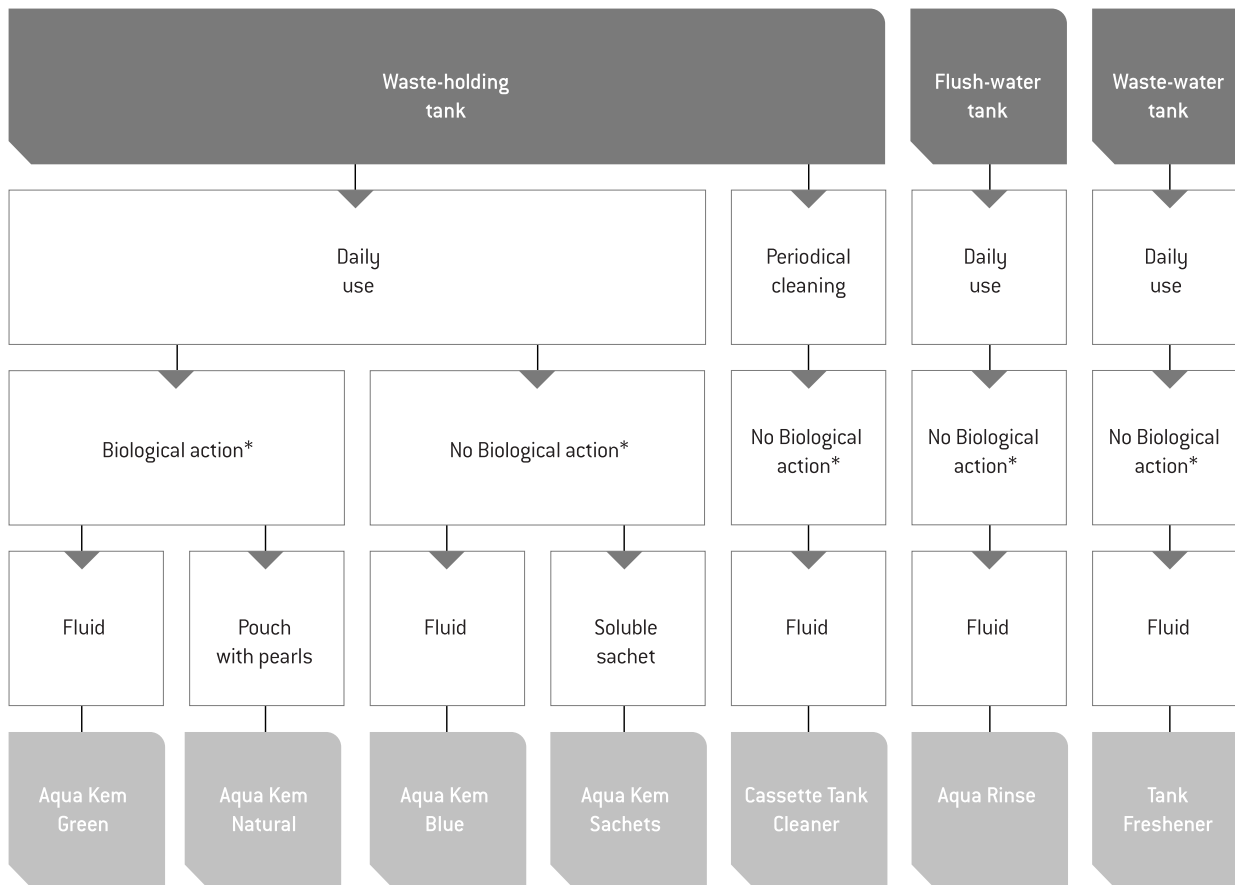 Waste-holding
tank
Flush-water
tank
Waste-water
tank
Daily
use
Periodical
cleaning
Daily
use
Daily
use
Biological action*
No Biological action*
No Biological
action*
No Biological
action*
No Biological
action*
Fluid
Pouch
with pearls
Fluid
Soluble
sachet
Fluid
Fluid
Fluid
Aqua Kem
Green
Aqua Kem
Natural
Aqua Kem
Blue
Aqua Kem
Sachets
Cassette Tank
Cleaner
Aqua Rinse
Tank
Freshener